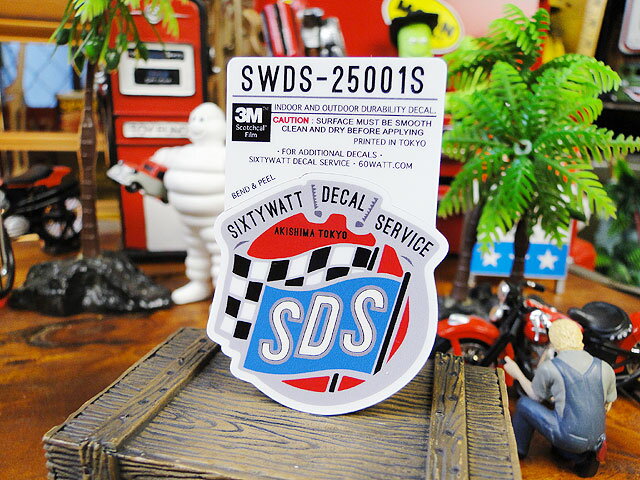 SWDS-25001S
3M
Scotchcal™
Film
INDOOR AND OUTDOOR DURABILITY DECAL.
CAUTION : SURFACE MUST BE SMOOTH
CLEAN AND DRY BEFORE APPLYING
PRINTED IN TOKYO
· FOR ADDITIONAL DECALS ·
SIXTYWATT DECAL SERVICE · 60WATT.COM
BEND & PEEL
SIXTYWATT DECAL SERVICE
AKISHIMA TOKYO
SDS